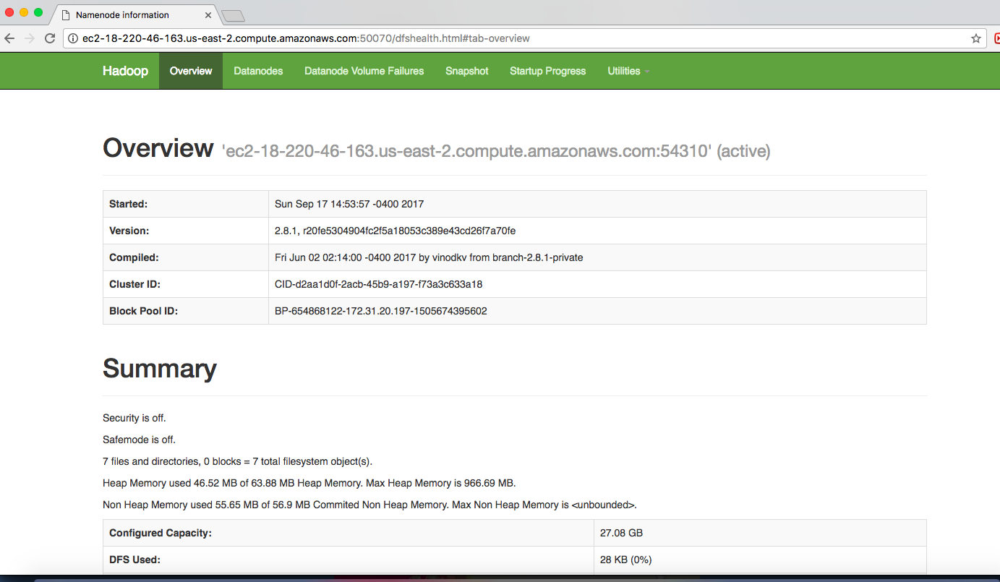 Namenode information
ec2-18-220-46-163.us-east-2.compute.amazonaws.com:50070/dfshealth.html#tab-overview
Hadoop Overview Datanodes Datanode Volume Failures Snapshot Startup Progress Utilities
Overview 'ec2-18-220-46-163.us-east-2.compute.amazonaws.com:54310' (active)
Started: Sun Sep 17 14:53:57 -0400 2017
Version: 2.8.1, r20fe5304904fc2f5a18053c389e43cd26f7a70fe
Compiled: Fri Jun 02 02:14:00 -0400 2017 by vinodkv from branch-2.8.1-private
Cluster ID: CID-d2aa1d0f-2acb-45b9-a197-f73a3c633a18
Block Pool ID: BP-654868122-172.31.20.197-1505674395602
Summary
Security is off.
Safemode is off.
7 files and directories, 0 blocks = 7 total filesystem object(s).
Heap Memory used 46.52 MB of 63.88 MB Heap Memory. Max Heap Memory is 966.69 MB.
Non Heap Memory used 55.65 MB of 56.9 MB Commited Non Heap Memory. Max Non Heap Memory is <unbounded>.
Configured Capacity: 27.08 GB
DFS Used: 28 KB (0%)